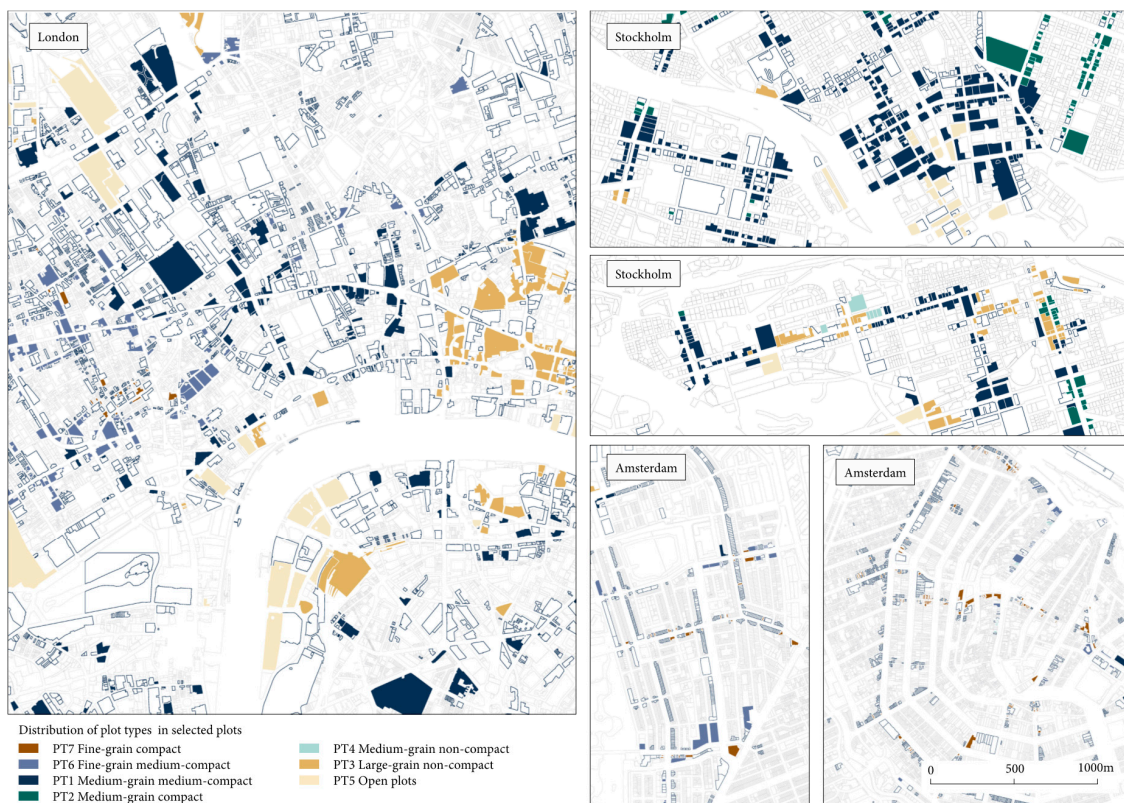 London
Stockholm
Stockholm
Amsterdam
Amsterdam
0 500 1000m
Distribution of plot types in selected plots
PT7 Fine-grain compact
PT6 Fine-grain medium-compact
PT1 Medium-grain medium-compact
PT2 Medium-grain compact
PT4 Medium-grain non-compact
PT3 Large-grain non-compact
PT5 Open plots